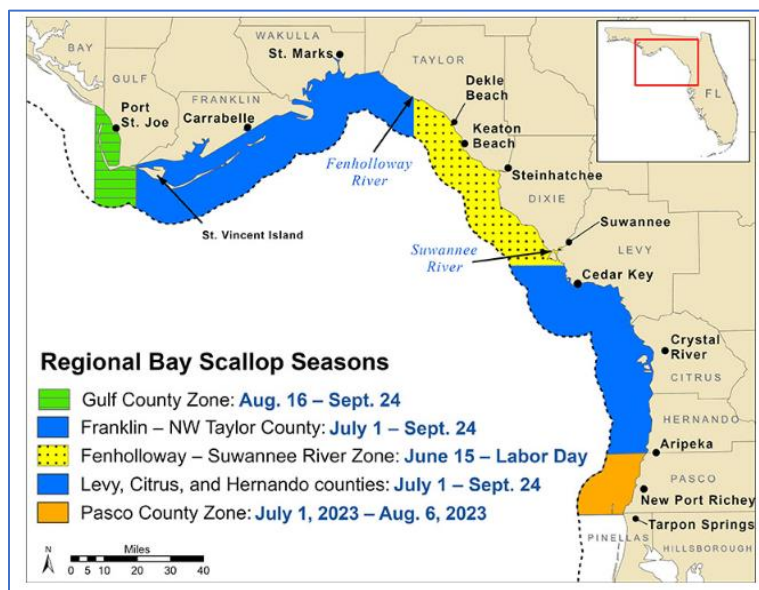 WAKULLA
BAY
St. Marks
TAYLOR
GULF
FL
Dekle
Beach
FRANKLIN
Port
St. Joe
Carrabelle
Keaton
Beach
Fenholloway
River
Steinhatchee
DIXIE
St. Vincent Island
Suwannee
Suwannee
River
LEVY
Cedar Key
Crystal
River
CITRUS
HERNANDO
Aripeka
PASCO
New Port Richey
Tarpon Springs
PINELLAS
HILLSBOROUGH
Regional Bay Scallop Seasons
Gulf County Zone: Aug. 16 – Sept. 24
Franklin – NW Taylor County: July 1 – Sept. 24
Fenholloway – Suwannee River Zone: June 15 – Labor Day
Levy, Citrus, and Hernando counties: July 1 – Sept. 24
Pasco County Zone: July 1, 2023 – Aug. 6, 2023
N
Miles
0 5 10 20 30 40